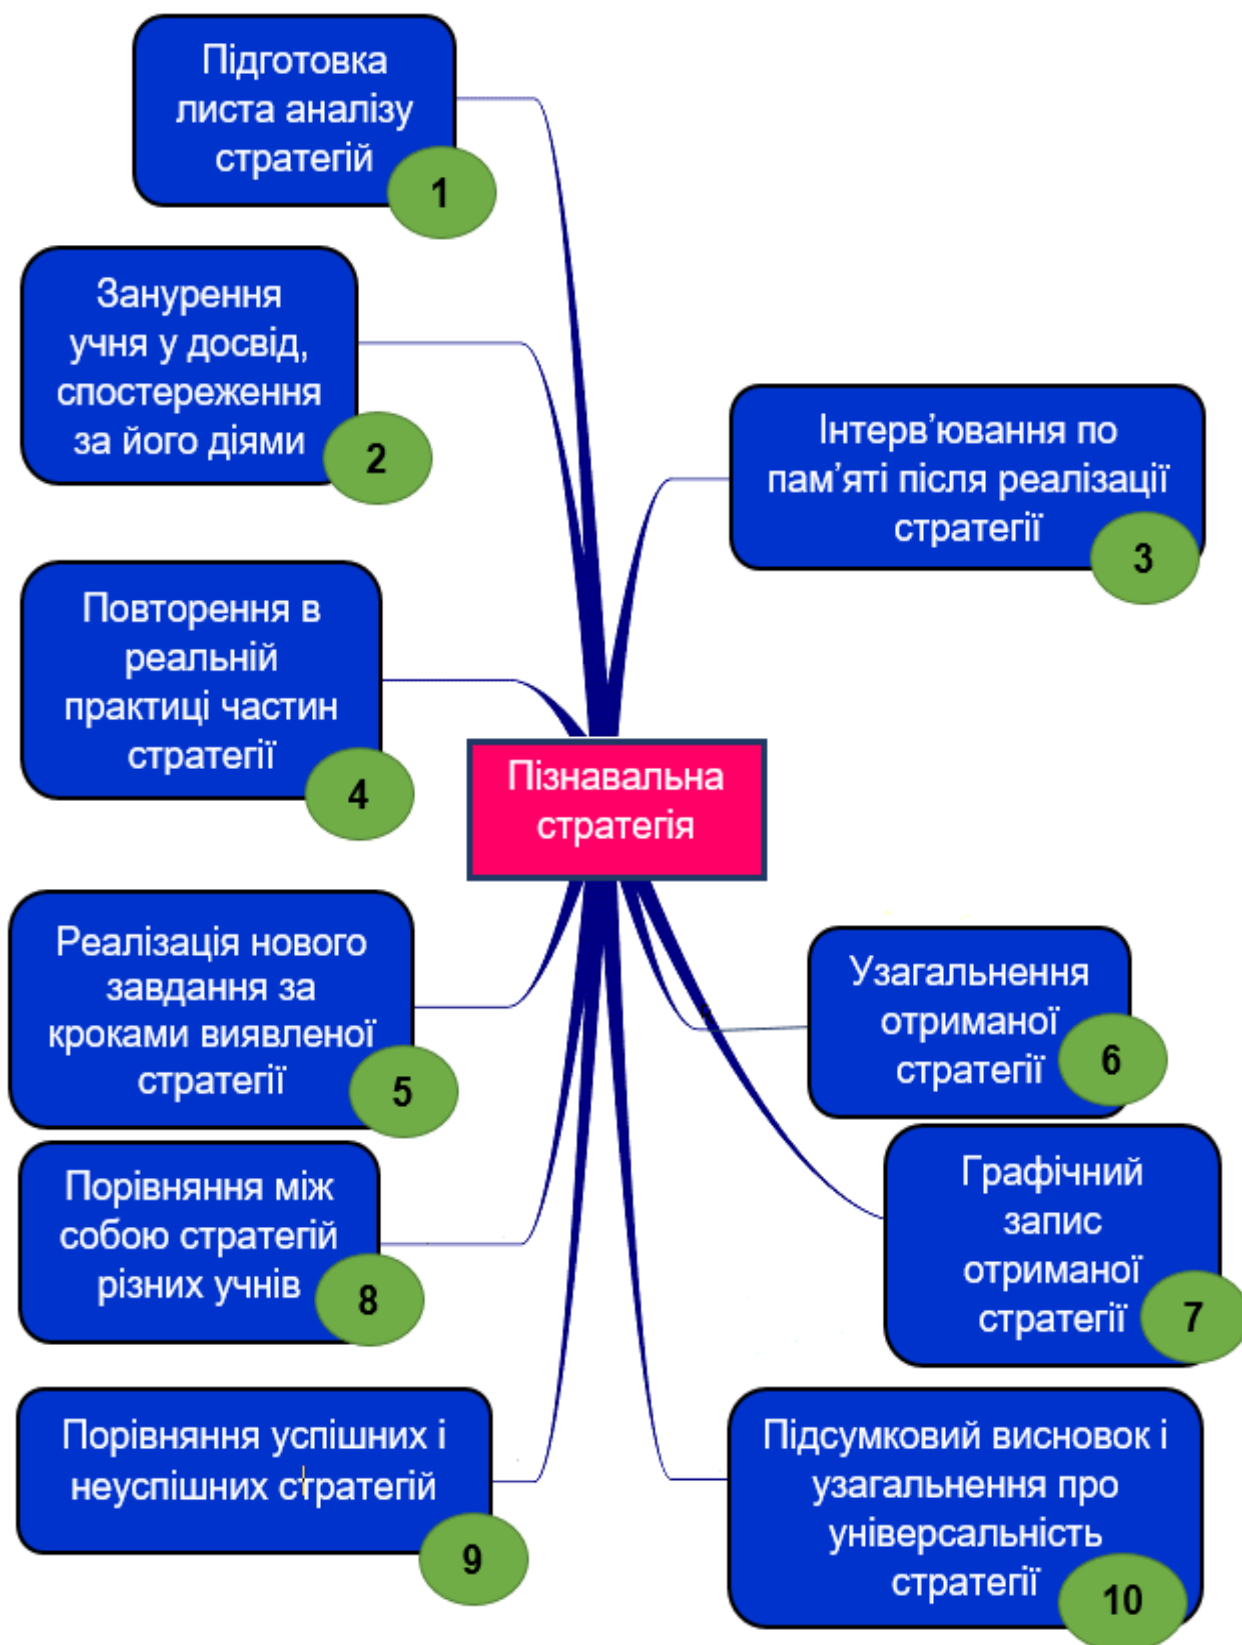 Підготовка
листа аналізу
стратегій
1
Занурення
учня у досвід,
спостереження
за його діями
2
Інтерв’ювання по
пам’яті після реалізації
стратегії
3
Повторення в
реальній
практиці частин
стратегії
4
Пізнавальна
стратегія
Реалізація нового
завдання за
кроками виявленої
стратегії
5
Узагальнення
отриманої
стратегії
6
Графічний
запис
отриманої
стратегії
7
Порівняння між
собою стратегій
різних учнів
8
Порівняння успішних і
неуспішних стратегій
9
Підсумковий висновок і
узагальнення про
універсальність
стратегії
10